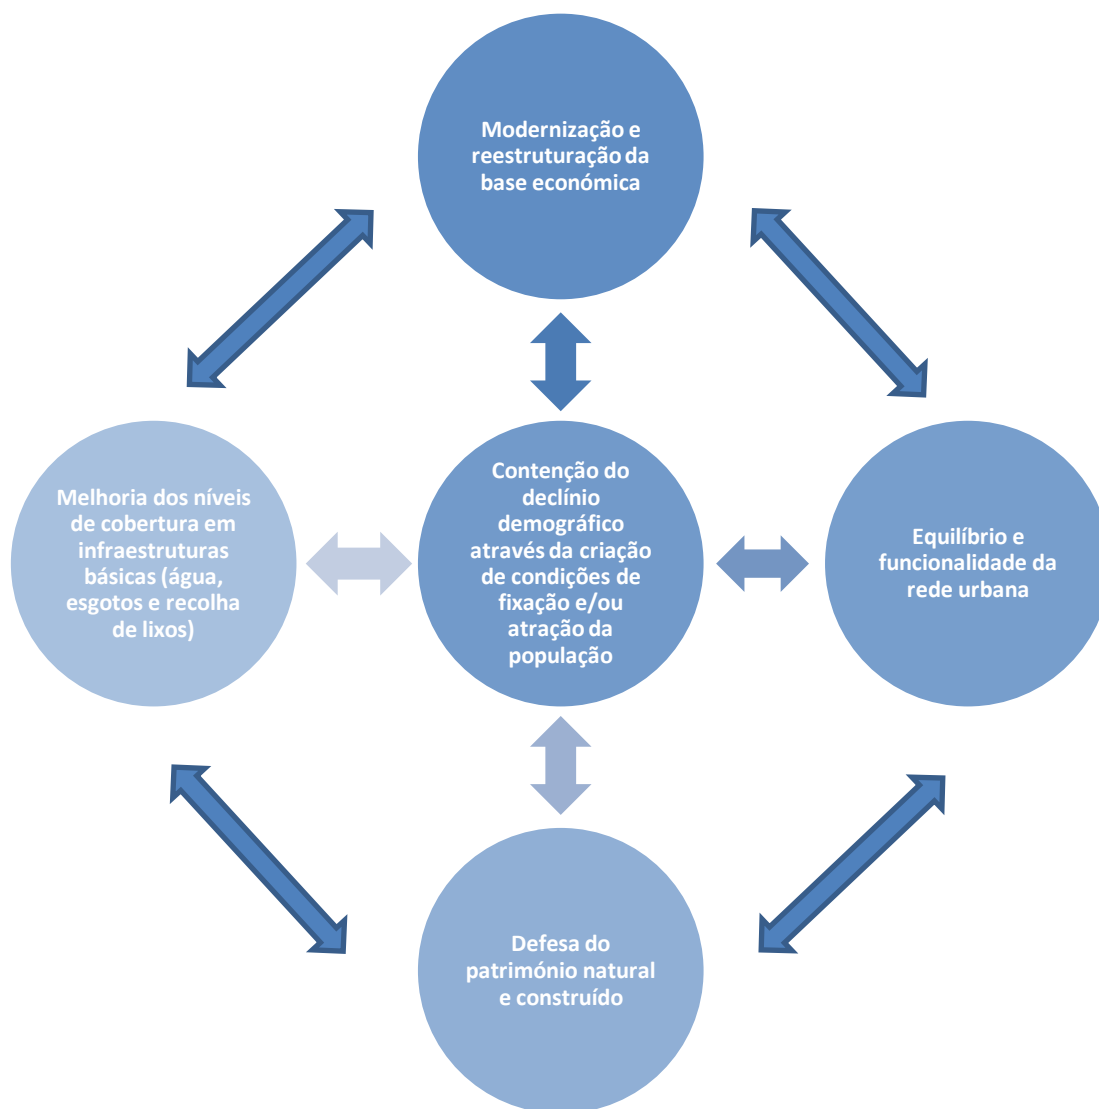 Modernização e
reestruturação da
base económica
Melhoria dos níveis
de cobertura em
infraestruturas
básicas (água,
esgotos e recolha
de lixos)
Contenção do
declínio
demográfico
através da criação
de condições de
fixação e/ou
atração da
população
Equilíbrio e
funcionalidade da
rede urbana
Defesa do
património natural
e construído